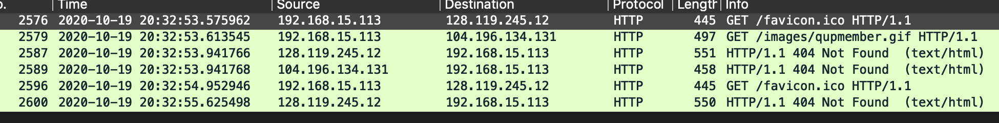 o. Time Source Destination Protocol Length Info
2576 2020-10-19 20:32:53.575962 192.168.15.113 128.119.245.12 HTTP 445 GET /favicon.ico HTTP/1.1
2579 2020-10-19 20:32:53.613545 192.168.15.113 104.196.134.131 HTTP 497 GET /images/qupmember.gif HTTP/1.1
2587 2020-10-19 20:32:53.941766 128.119.245.12 192.168.15.113 HTTP 551 HTTP/1.1 404 Not Found (text/html)
2589 2020-10-19 20:32:53.941768 104.196.134.131 192.168.15.113 HTTP 458 HTTP/1.1 404 Not Found (text/html)
2596 2020-10-19 20:32:54.952946 192.168.15.113 128.119.245.12 HTTP 445 GET /favicon.ico HTTP/1.1
2600 2020-10-19 20:32:55.625498 128.119.245.12 192.168.15.113 HTTP 550 HTTP/1.1 404 Not Found (text/html)